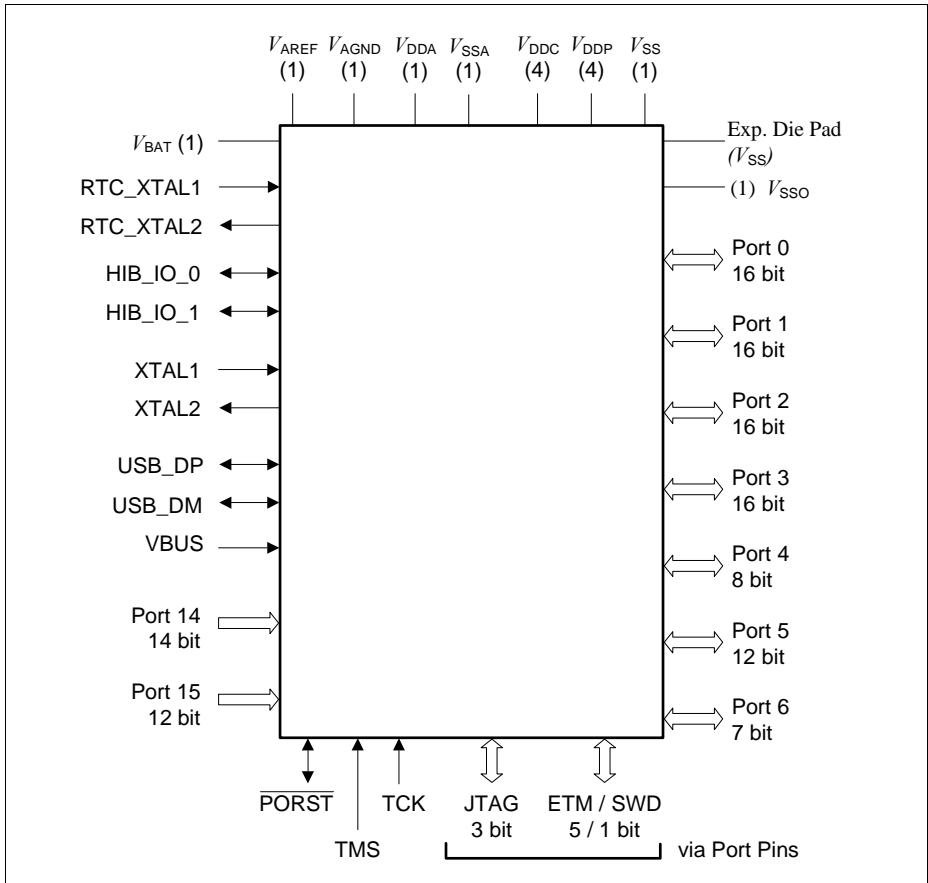 VAREF VAGND VDDA VSSA VDDC VDDP VSS
(1) (1) (1) (1) (4) (4) (1)
VBAT (1)
RTC_XTAL1
RTC_XTAL2
HIB_IO_0
HIB_IO_1
XTAL1
XTAL2
USB_DP
USB_DM
VBUS
Port 14
14 bit
Port 15
12 bit
Exp. Die Pad
(VSS)
(1) VSSO
Port 0
16 bit
Port 1
16 bit
Port 2
16 bit
Port 3
16 bit
Port 4
8 bit
Port 5
12 bit
Port 6
7 bit
PORST
TMS
TCK
JTAG
3 bit
ETM / SWD
5 / 1 bit
via Port Pins